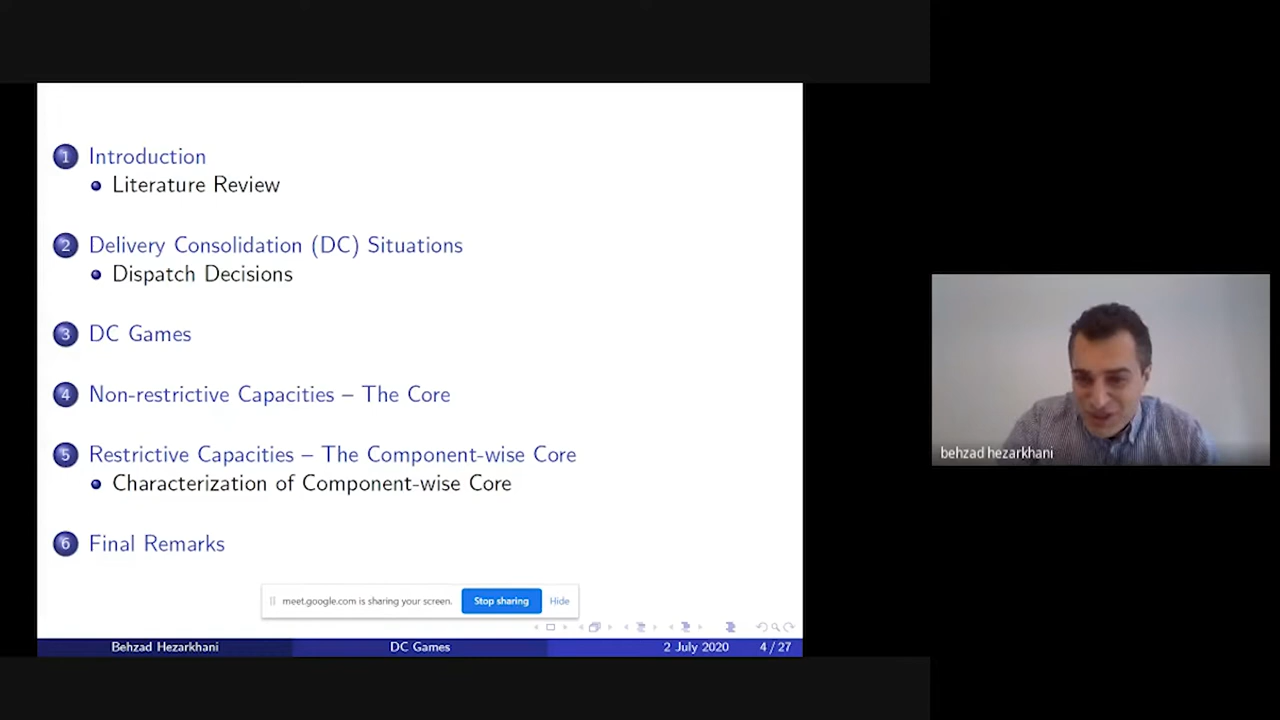 1 Introduction
Literature Review
2 Delivery Consolidation (DC) Situations
Dispatch Decisions
3 DC Games
4 Non-restrictive Capacities – The Core
5 Restrictive Capacities – The Component-wise Core
Characterization of Component-wise Core
6 Final Remarks
meet.google.com is sharing your screen. Stop sharing Hide
Behzad Hezarkhani DC Games 2 July 2020 4 / 27
behzad hezarkhani